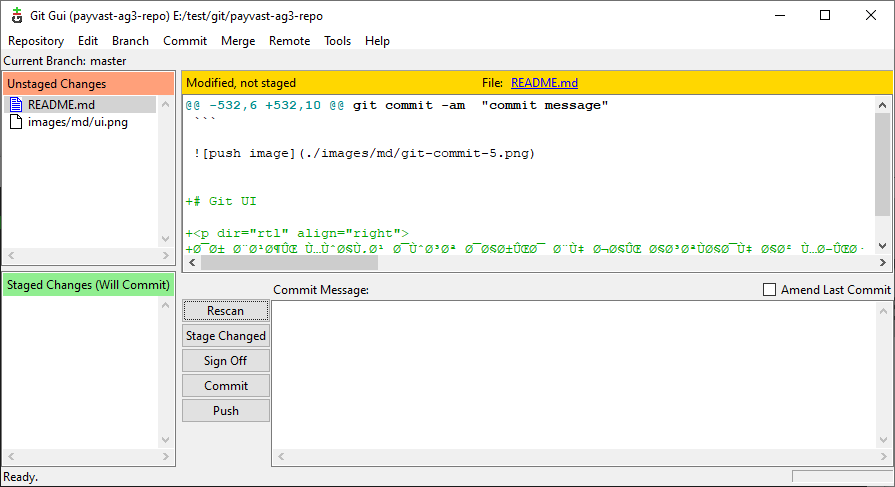 Git Gui (payvast-ag3-repo) E:/test/git/payvast-ag3-repo
Repository Edit Branch Commit Merge Remote Tools Help
Current Branch: master
Unstaged Changes
README.md
images/md/ui.png
Modified, not staged File: README.md
@@ -532,6 +532,10 @@ git commit -am "commit message"
```
![push image](./images/md/git-commit-5.png)
+# Git UI
+<p dir="rtl" align="right">
Staged Changes (Will Commit)
Rescan
Stage Changed
Sign Off
Commit
Push
Commit Message:
Amend Last Commit
Ready.